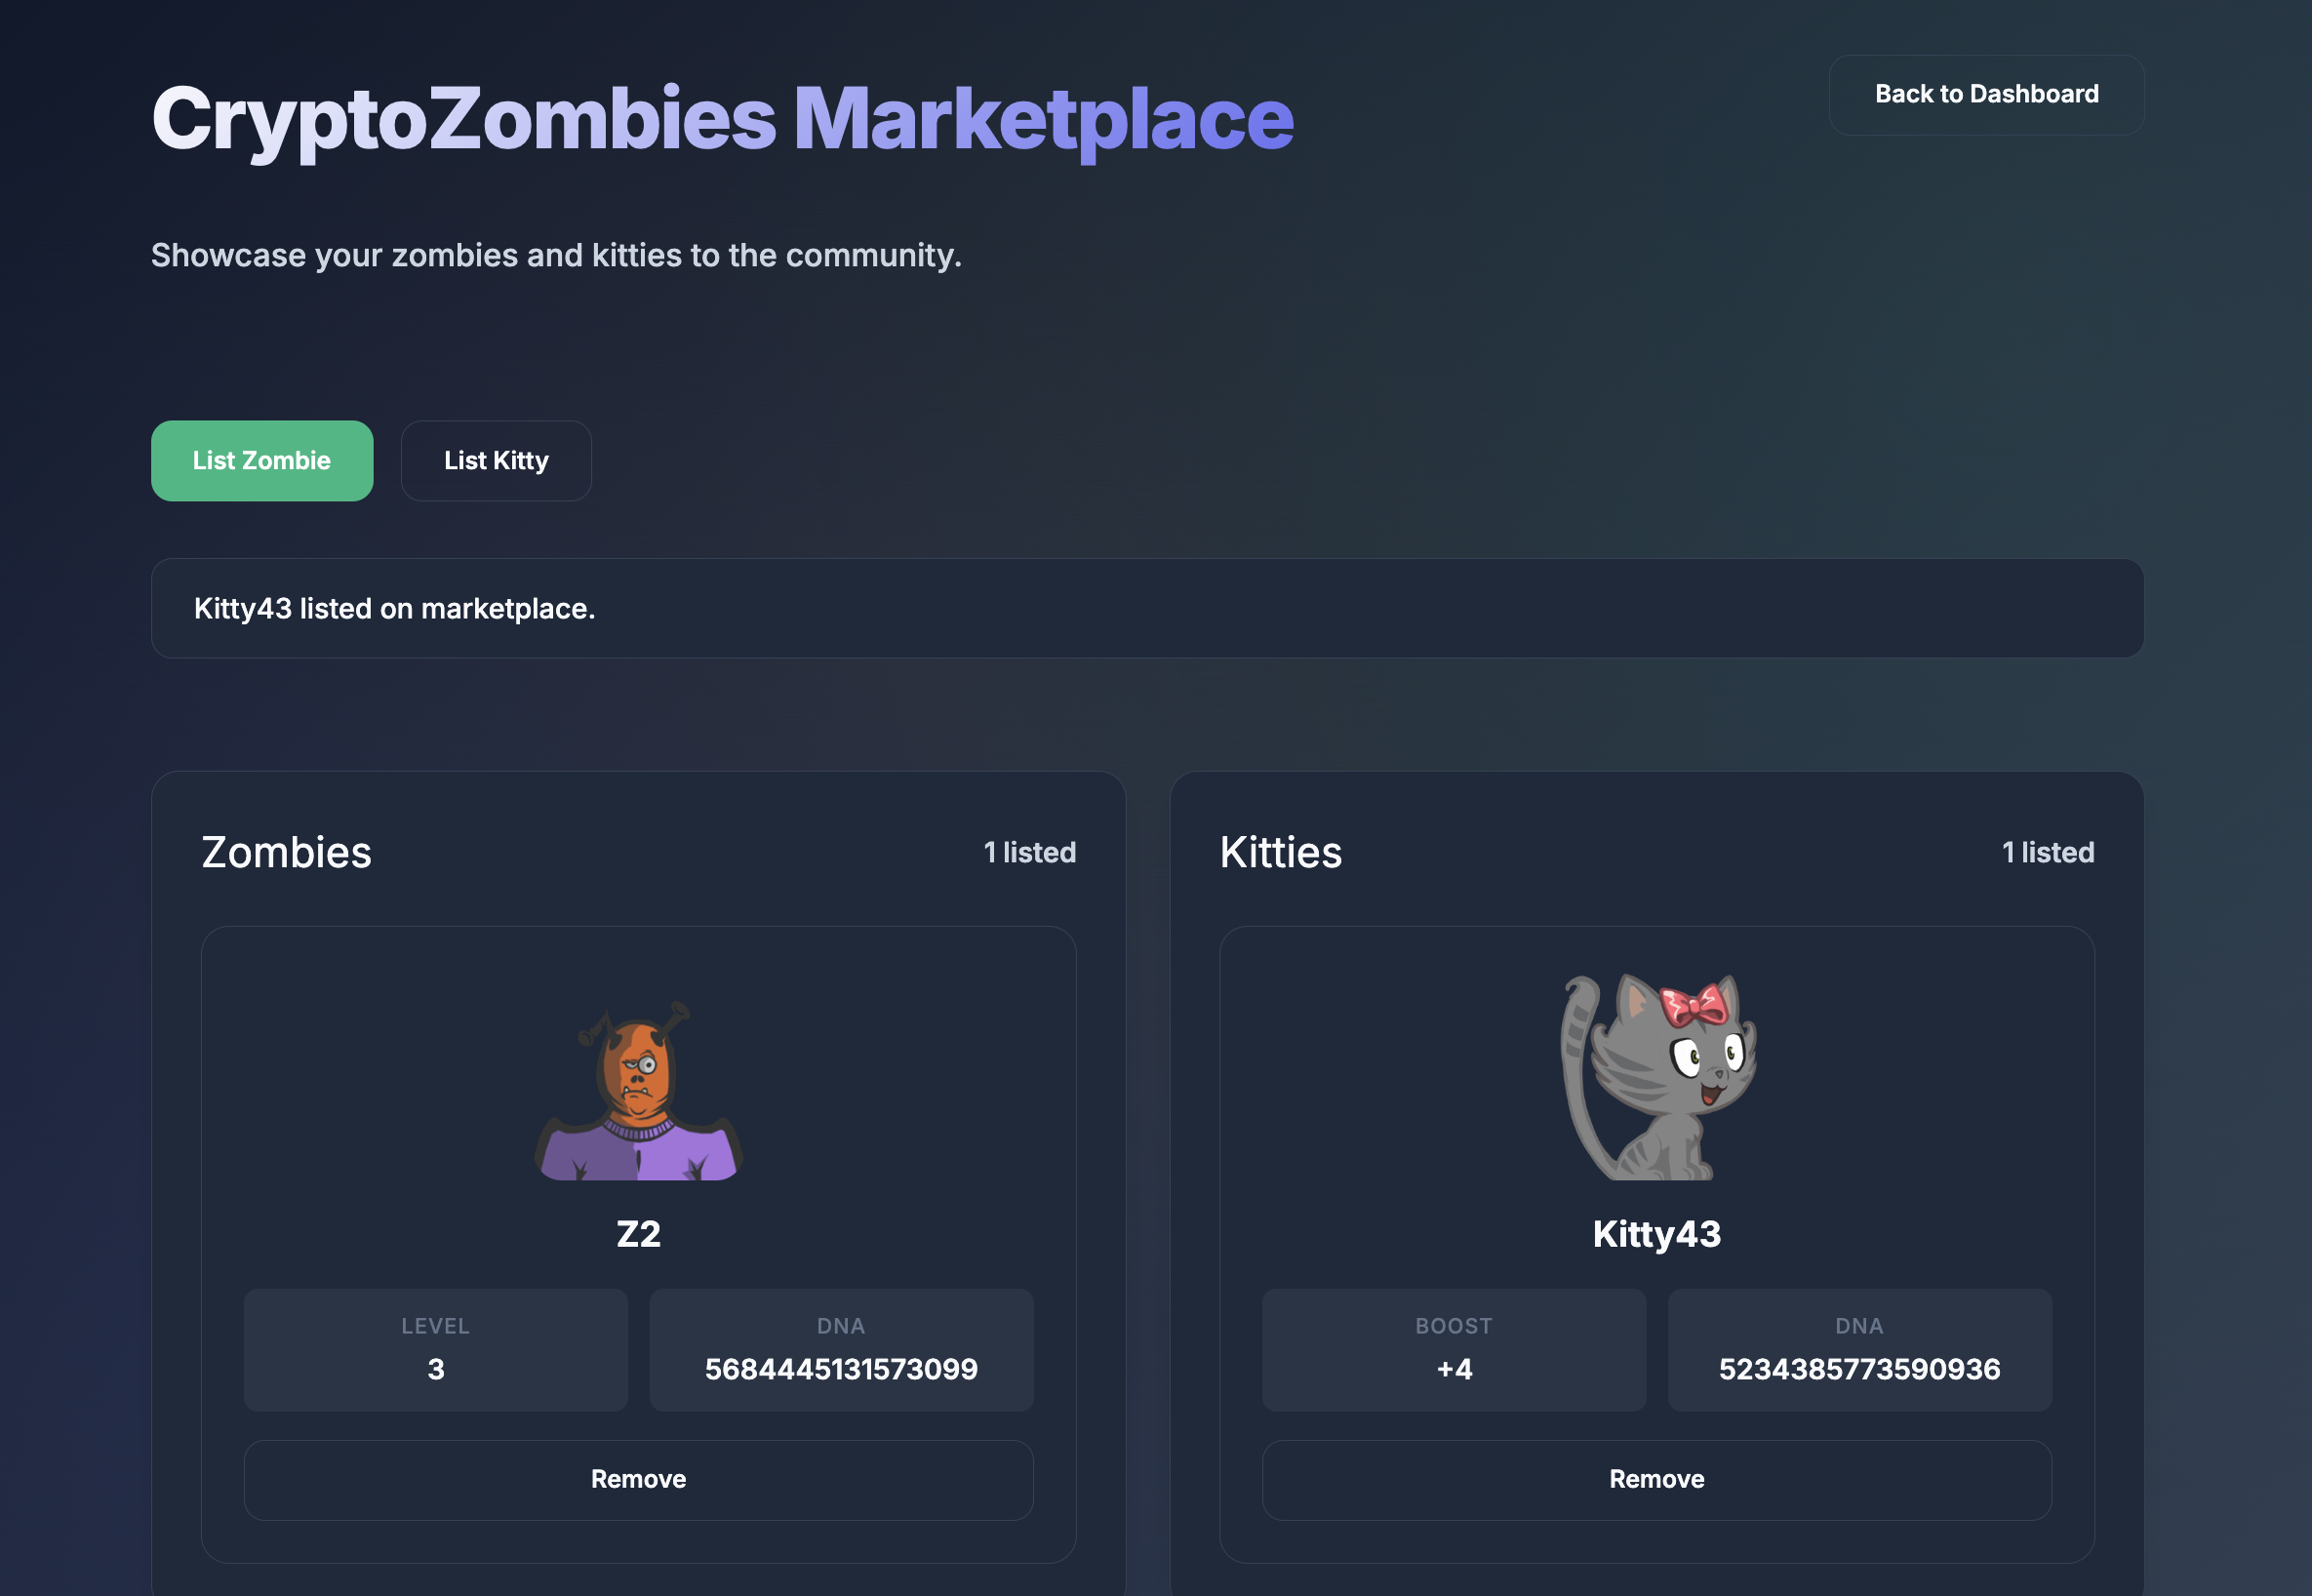 CryptoZombies Marketplace
Back to Dashboard
Showcase your zombies and kitties to the community.
List Zombie
List Kitty
Kitty43 listed on marketplace.
Zombies
1 listed
Z2
LEVEL
3
DNA
5684445131573099
Remove
Kitties
1 listed
Kitty43
BOOST
+4
DNA
5234385773590936
Remove